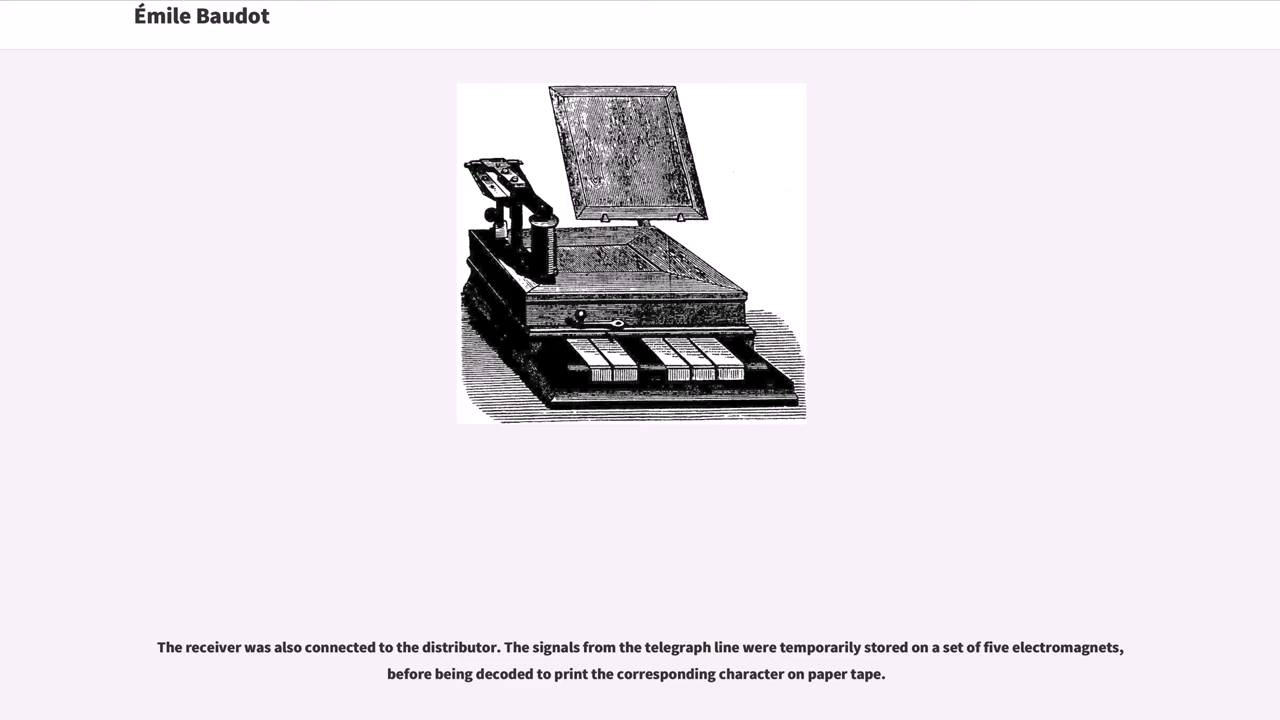 Émile Baudot
The receiver was also connected to the distributor. The signals from the telegraph line were temporarily stored on a set of five electromagnets,
before being decoded to print the corresponding character on paper tape.